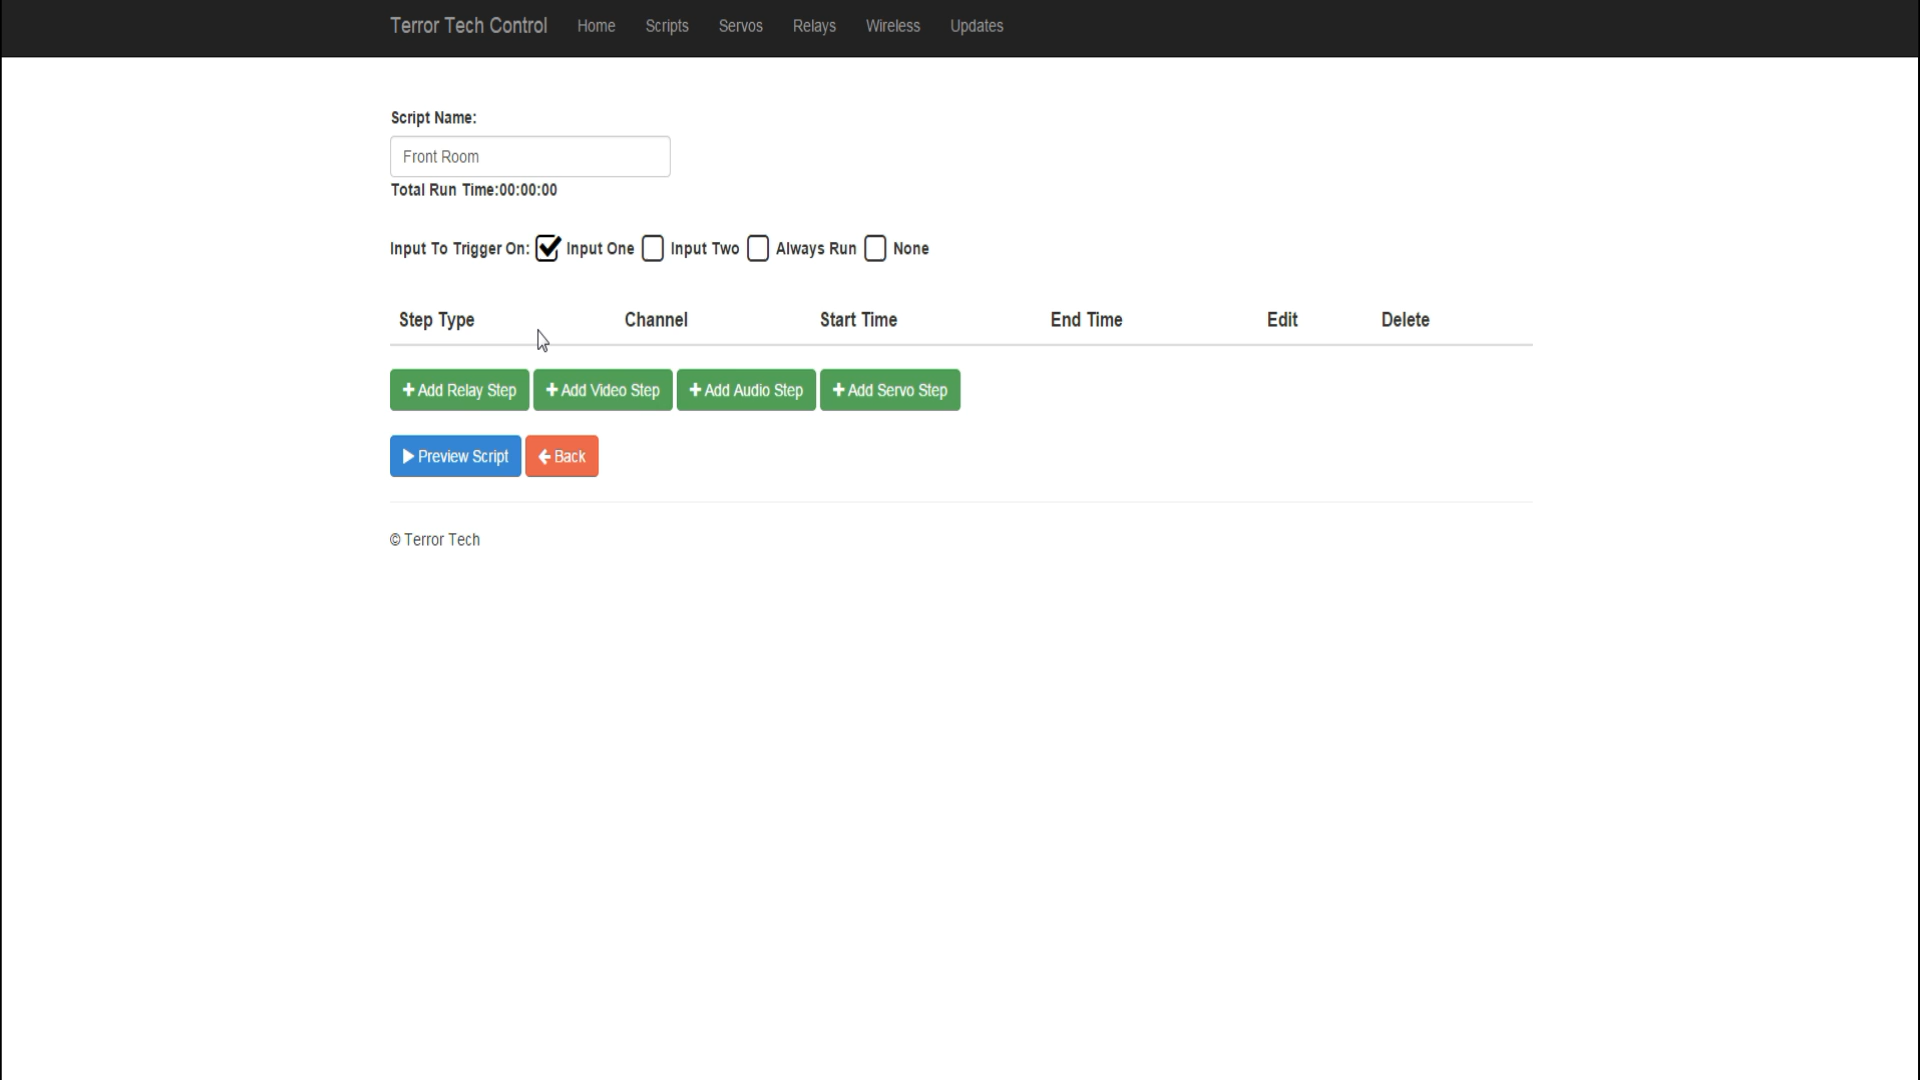 Terror Tech Control Home Scripts Servos Relays Wireless Updates
Script Name:
Front Room
Total Run Time:00:00:00
Input To Trigger On: Input One Input Two Always Run None
Step Type Channel Start Time End Time Edit Delete
Add Relay Step Add Video Step Add Audio Step Add Servo Step
Preview Script Back
© Terror Tech